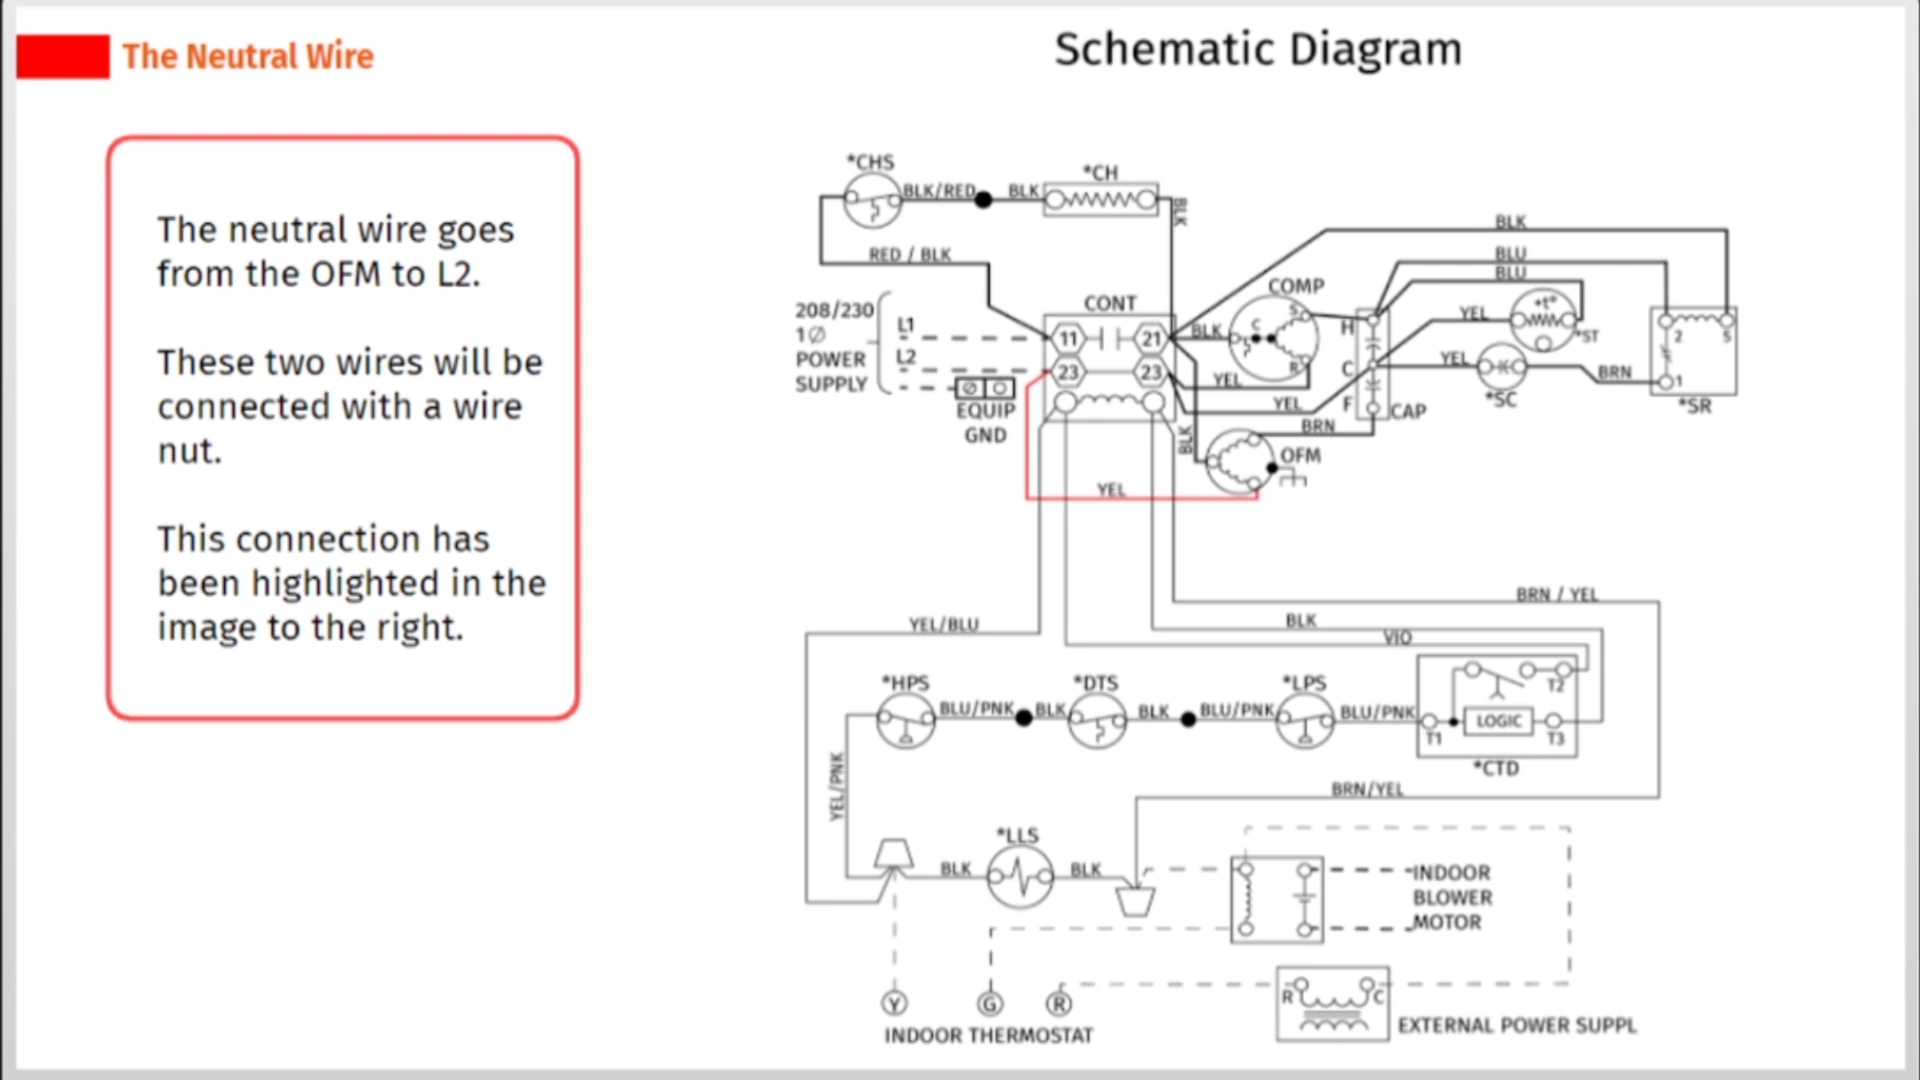 The Neutral Wire
Schematic Diagram
The neutral wire goes
from the OFM to L2.
These two wires will be
connected with a wire
nut.
This connection has
been highlighted in the
image to the right.
*CHS
BLK/RED
BLK
*CH
BLK
RED / BLK
208/230
1∅
POWER
SUPPLY
L1
L2
EQUIP
GND
CONT
11
21
23
23
BLK
COMP
S
C
R
YEL
YEL
BLK
BRN
OFM
YEL
H
C
F
CAP
BLK
BLU
BLU
YEL
+t°
*ST
YEL
*SC
BRN
2
5
1
*SR
BRN / YEL
YEL/BLU
BLK
VIO
*HPS
BLU/PNK
BLK
*DTS
BLK
BLU/PNK
*LPS
BLU/PNK
T2
LOGIC
T1
T3
*CTD
YEL/PNK
BRN/YEL
*LLS
BLK
BLK
INDOOR
BLOWER
MOTOR
Y
G
R
INDOOR THERMOSTAT
R
C
EXTERNAL POWER SUPPL